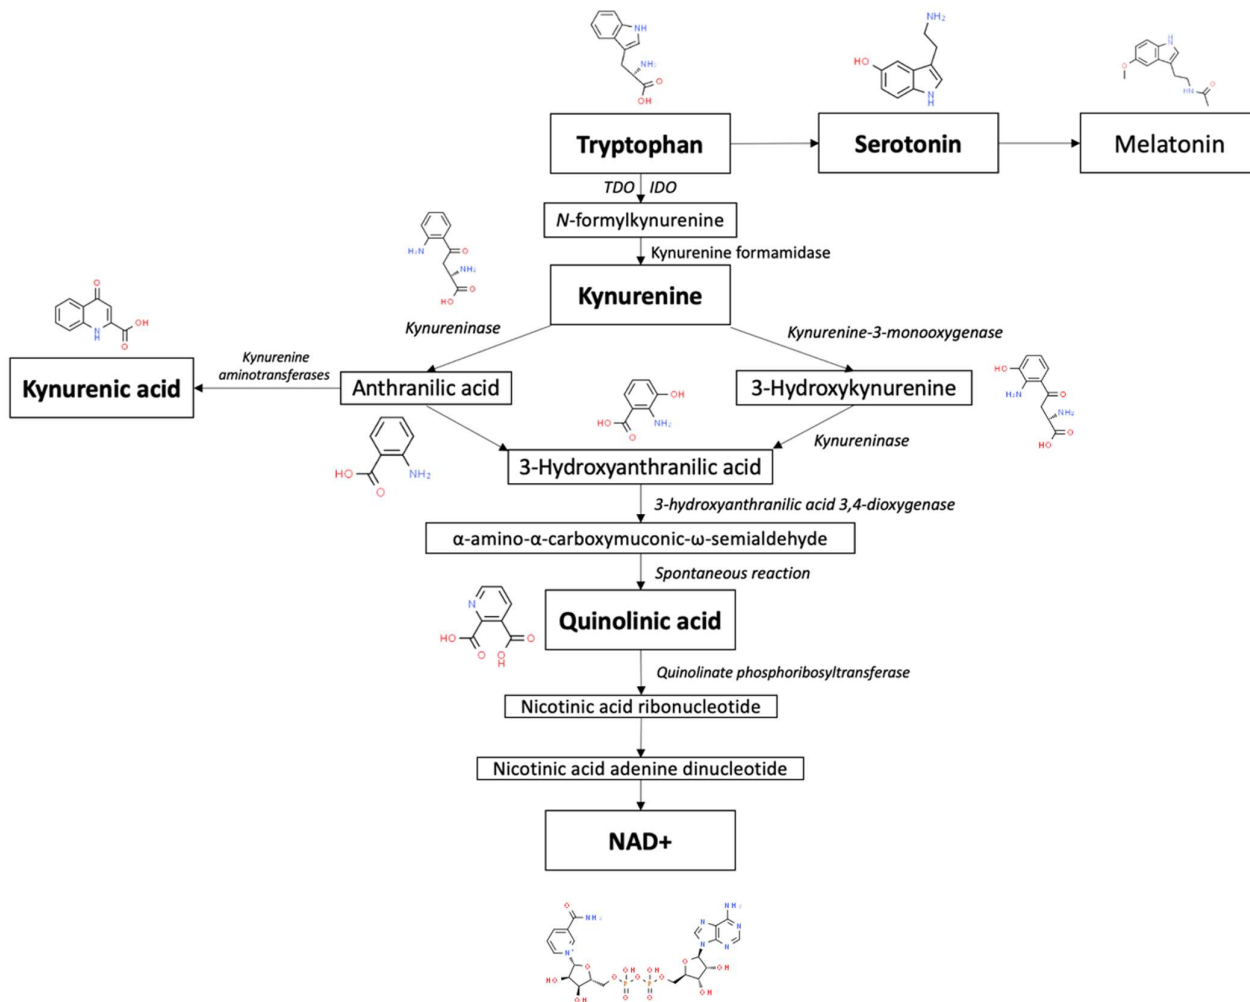 Tryptophan
Serotonin
Melatonin
TDO IDO
N-formylkynurenine
Kynurenine formamidase
Kynurenine
Kynureninase
Kynurenine-3-monooxygenase
Kynurenic acid
Kynurenine
aminotransferases
Anthranilic acid
3-Hydroxykynurenine
Kynureninase
3-Hydroxyanthranilic acid
3-hydroxyanthranilic acid 3,4-dioxygenase
α-amino-α-carboxymuconic-ω-semialdehyde
Spontaneous reaction
Quinolinic acid
Quinolinate phosphoribosyltransferase
Nicotinic acid ribonucleotide
Nicotinic acid adenine dinucleotide
NAD+